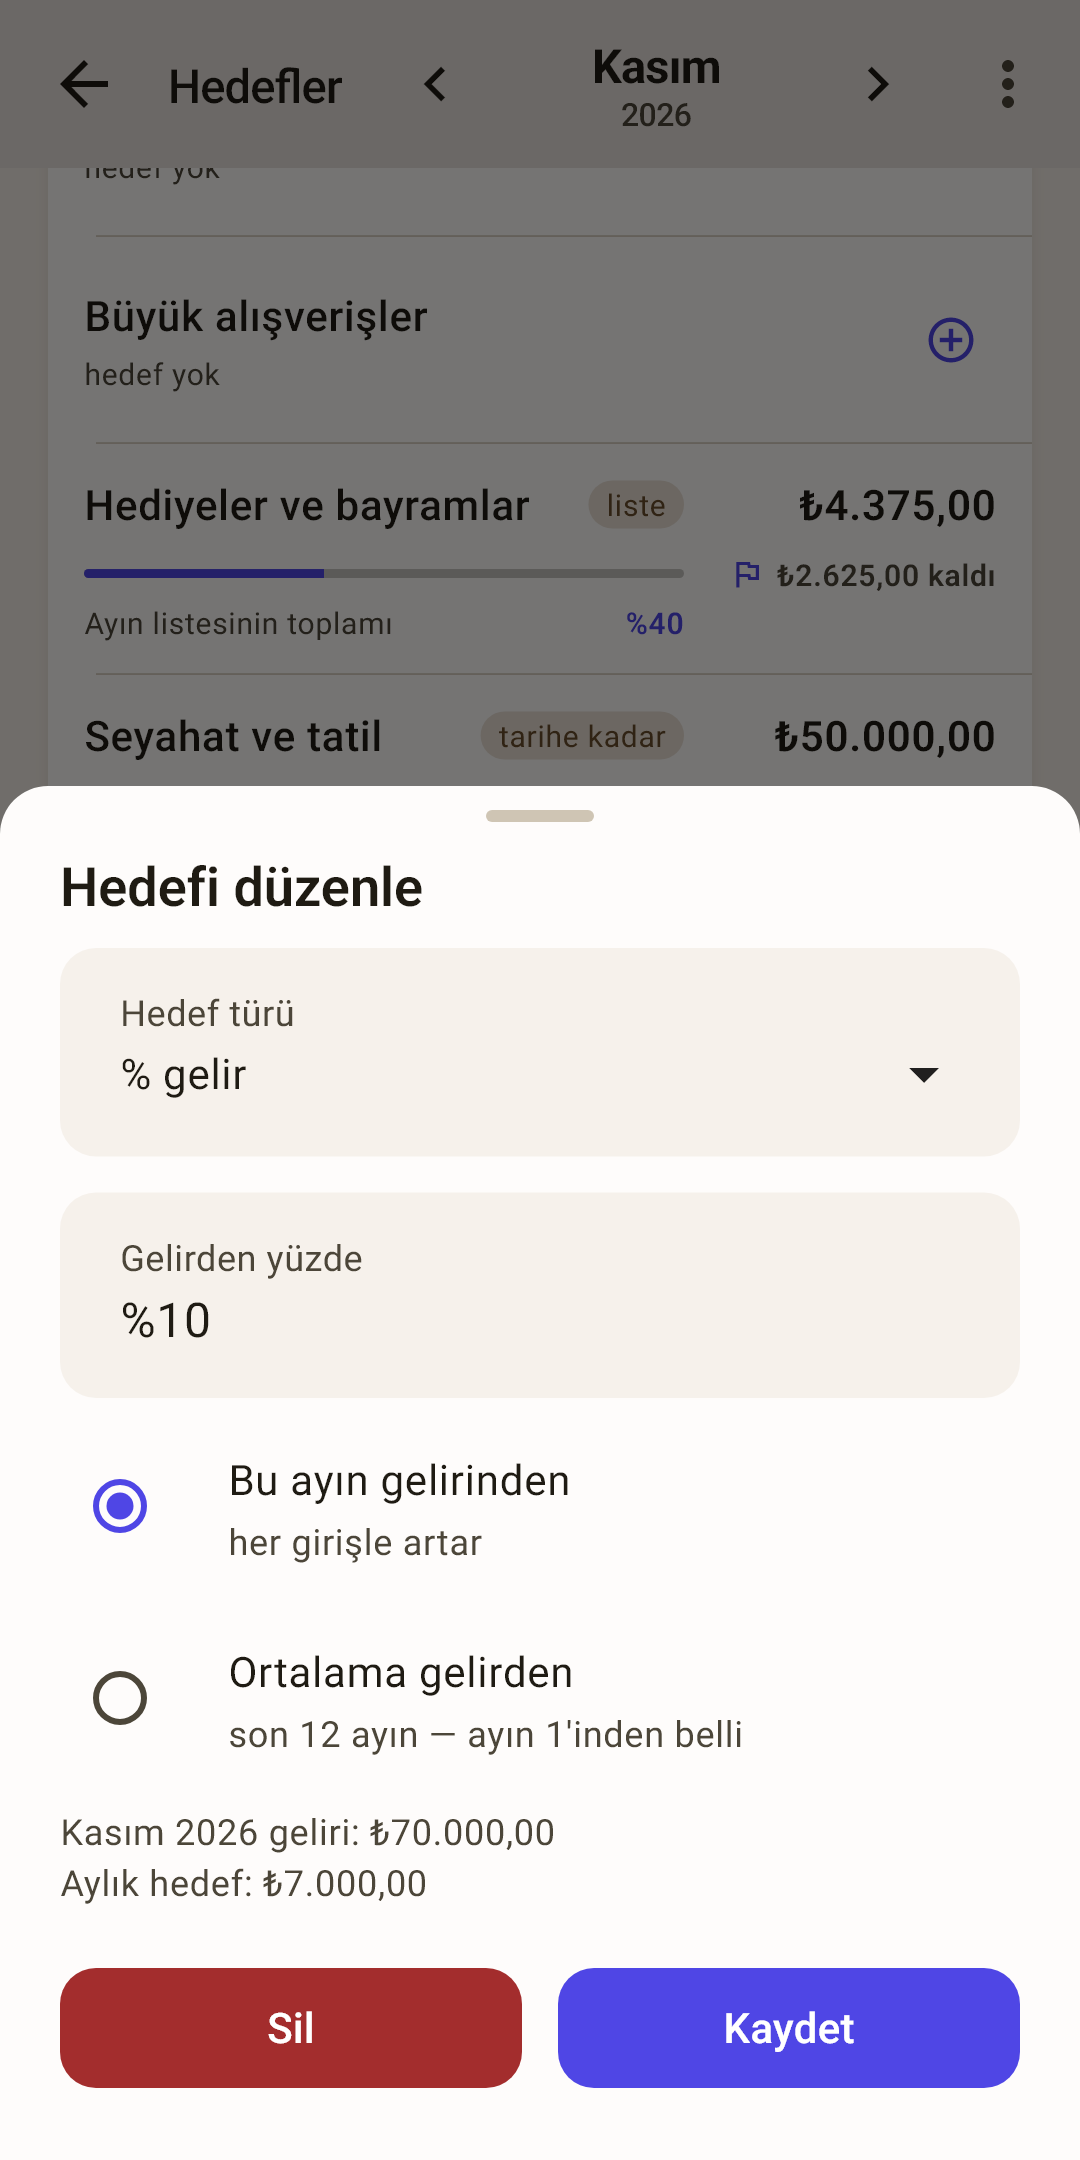 Hedefler
Kasım
2026
hedef yok
Büyük alışverişler
hedef yok
Hediyeler ve bayramlar
liste
₺4.375,00
₺2.625,00 kaldı
Ayın listesinin toplamı
%40
Seyahat ve tatil
tarihe kadar
₺50.000,00
Hedefi düzenle
Hedef türü
% gelir
Gelirden yüzde
%10
Bu ayın gelirinden
her girişle artar
Ortalama gelirden
son 12 ayın — ayın 1'inden belli
Kasım 2026 geliri: ₺70.000,00
Aylık hedef: ₺7.000,00
Sil
Kaydet